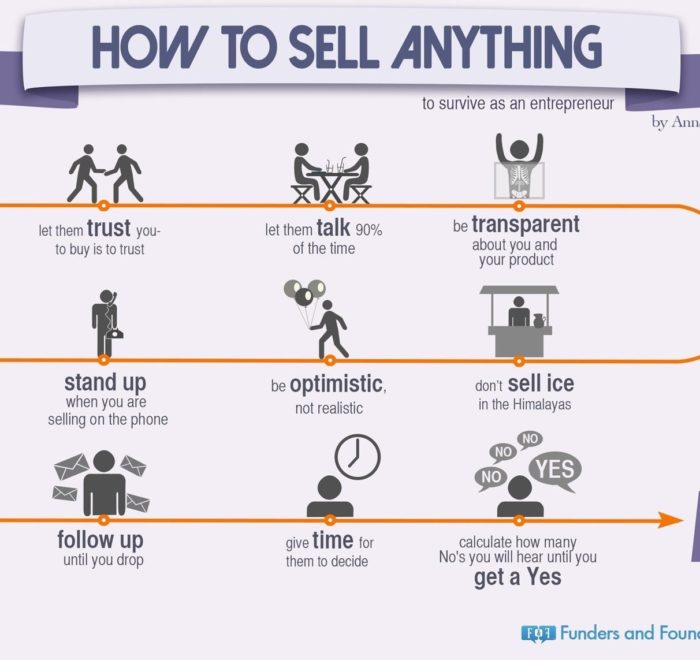 HOW TO SELL ANYTHING
to survive as an entrepreneur
by Anna
let them trust you-
to buy is to trust
let them talk 90%
of the time
be transparent
about you and
your product
stand up
when you are
selling on the phone
be optimistic,
not realistic
don't sell ice
in the Himalayas
NO
NO
NO
YES
follow up
until you drop
give time for
them to decide
calculate how many
No's you will hear until you
get a Yes
Funders and Found